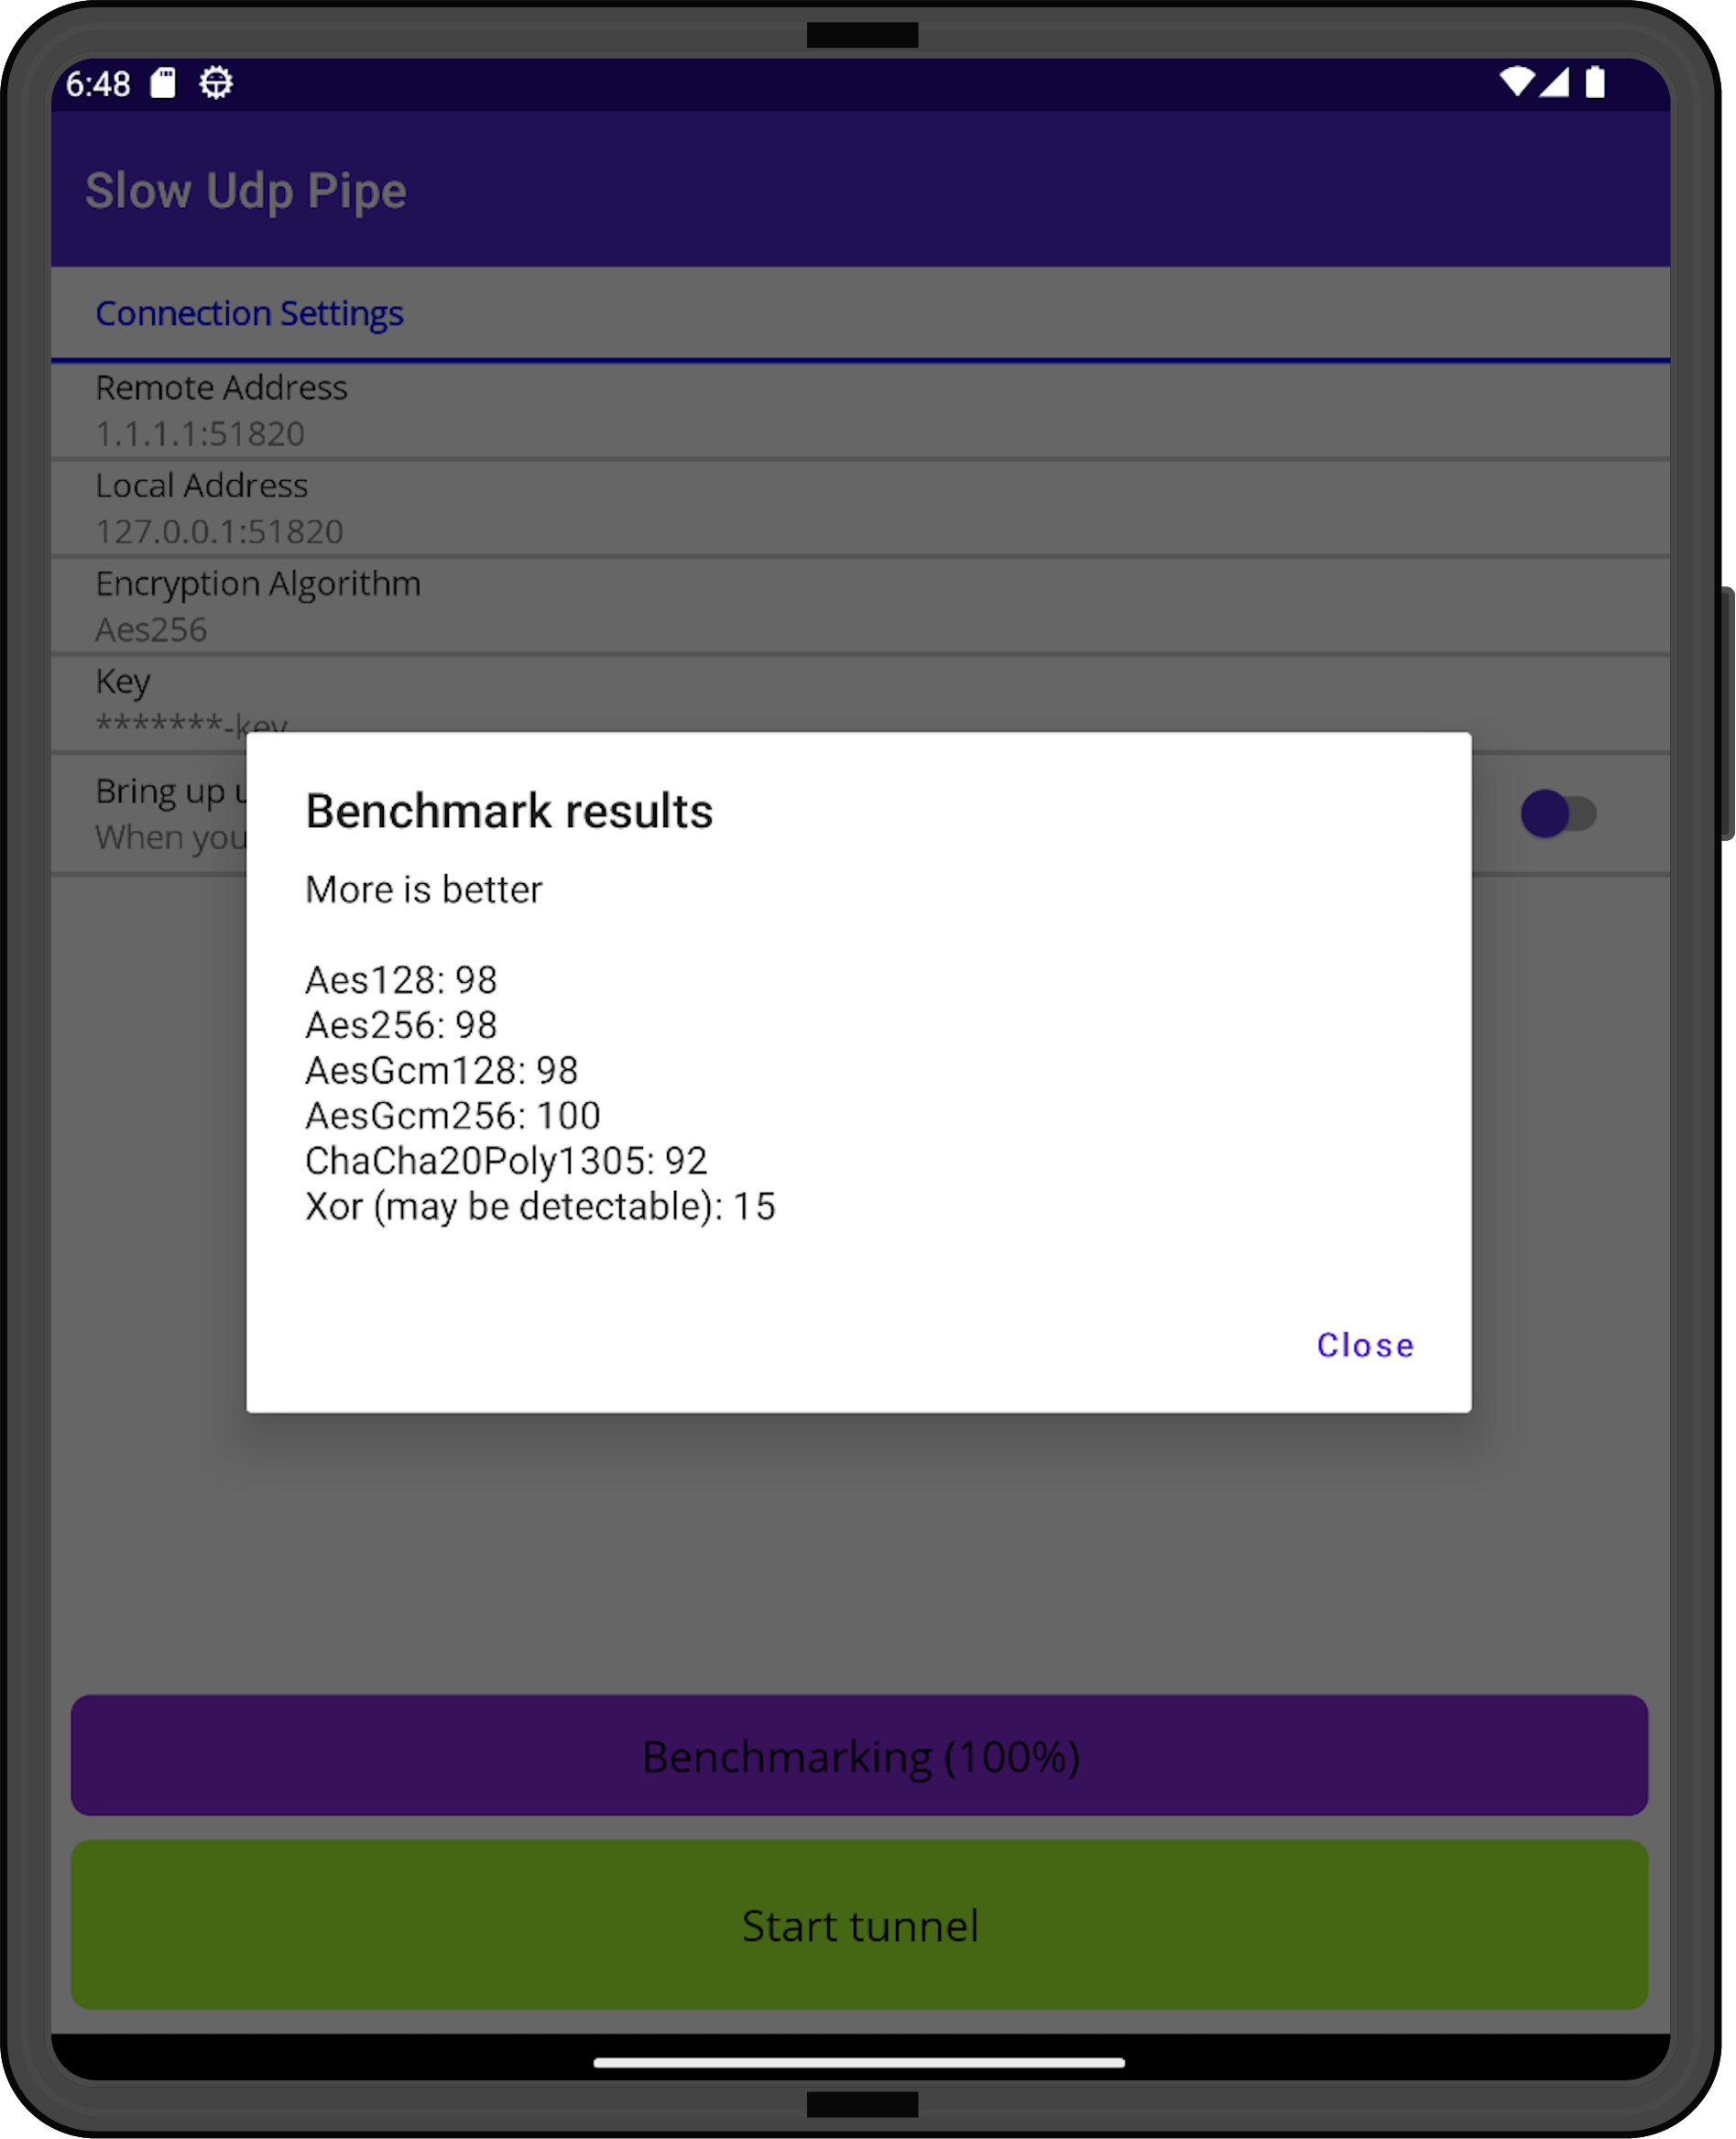 6:48
Slow Udp Pipe
Connection Settings
Remote Address
1.1.1.1:51820
Local Address
127.0.0.1:51820
Encryption Algorithm
Aes256
Key
*******-key
Bring up
When you
Benchmark results
More is better
Aes128: 98
Aes256: 98
AesGcm128: 98
AesGcm256: 100
ChaCha20Poly1305: 92
Xor (may be detectable): 15
Close
Benchmarking (100%)
Start tunnel